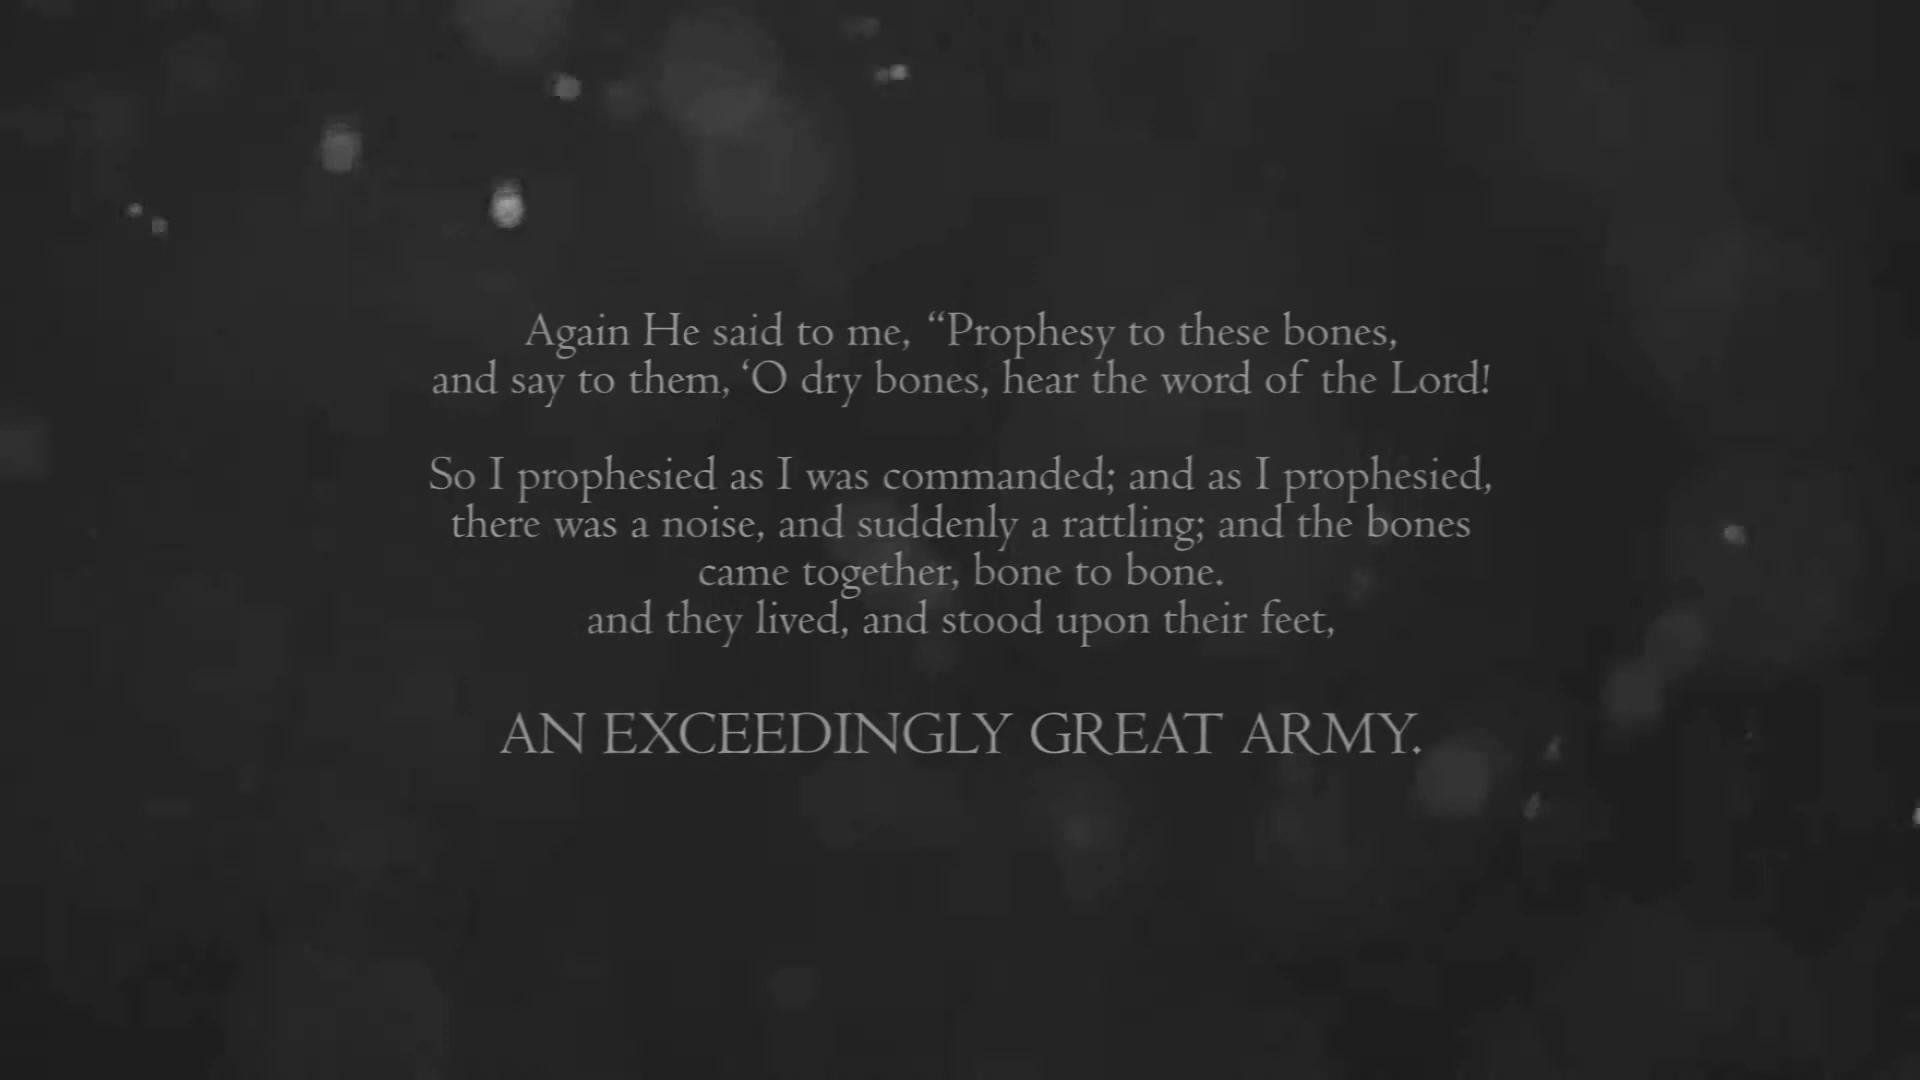 Again He said to me, “Prophesy to these bones,
and say to them, ‘O dry bones, hear the word of the Lord!
So I prophesied as I was commanded; and as I prophesied,
there was a noise, and suddenly a rattling; and the bones
came together, bone to bone.
and they lived, and stood upon their feet,
AN EXCEEDINGLY GREAT ARMY.